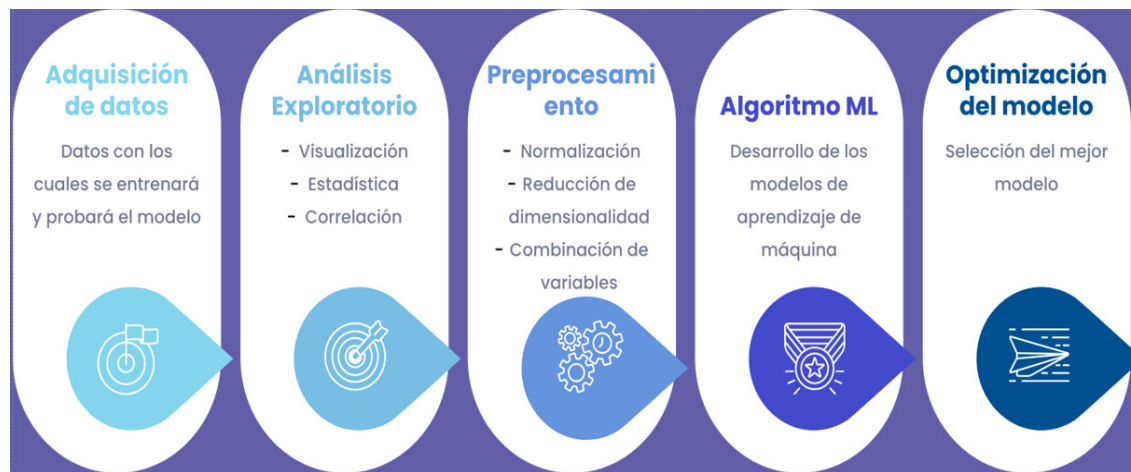 Adquisición
de datos
Datos con los
cuales se entrenará
y probará el modelo
Análisis
Exploratorio
- Visualización
- Estadística
- Correlación
Preprocesami
ento
- Normalización
- Reducción de
dimensionalidad
- Combinación de
variables
Algoritmo ML
Desarrollo de los
modelos de
aprendizaje de
máquina
Optimización
del modelo
Selección del mejor
modelo